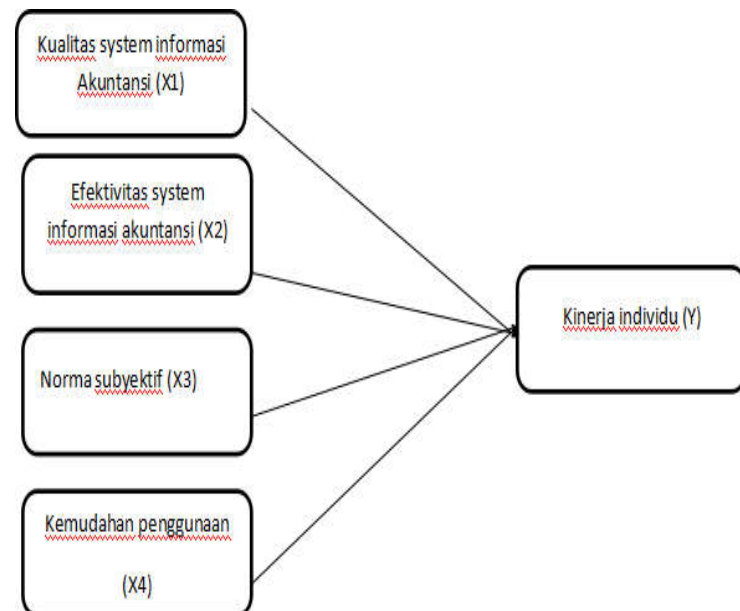 Kualitas system informasi
Akuntansi (X1)
Efektivitas system
informasi akuntansi (X2)
Norma subyektif (X3)
Kemudahan penggunaan
(X4)
Kinerja individu (Y)